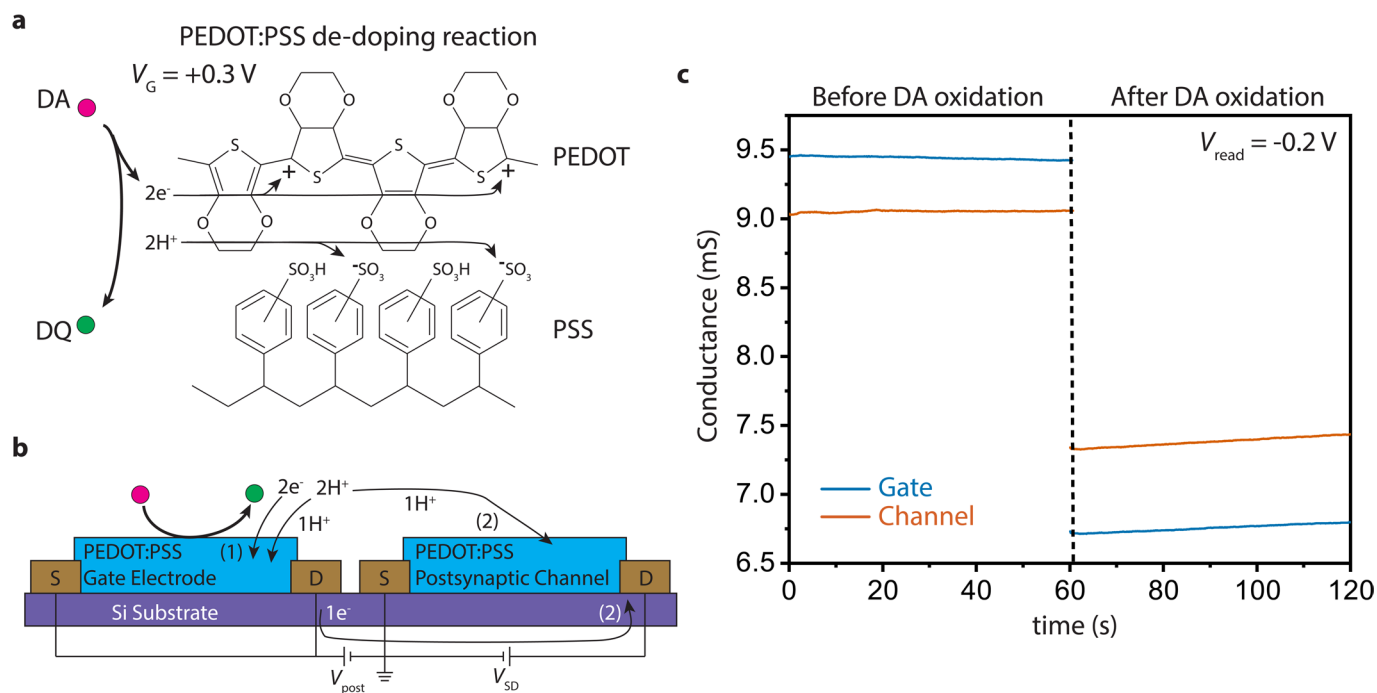 a
PEDOT:PSS de-doping reaction
V_G = +0.3 V
DA
O O O O
S S
PEDOT
+ S S +
2e⁻
O O O O
2H⁺
SO₃H ⁻SO₃ SO₃H ⁻SO₃
DQ
PSS
b
2e⁻ 2H⁺
1H⁺
1H⁺
(2)
PEDOT:PSS (1)
Gate Electrode
PEDOT:PSS
Postsynaptic Channel
S D S D
Si Substrate
1e⁻
(2)
V_post
V_SD
c
Before DA oxidation After DA oxidation
V_read = -0.2 V
Conductance (mS)
9.5
9.0
8.5
8.0
7.5
7.0
6.5
Gate
Channel
0 20 40 60 80 100 120
time (s)